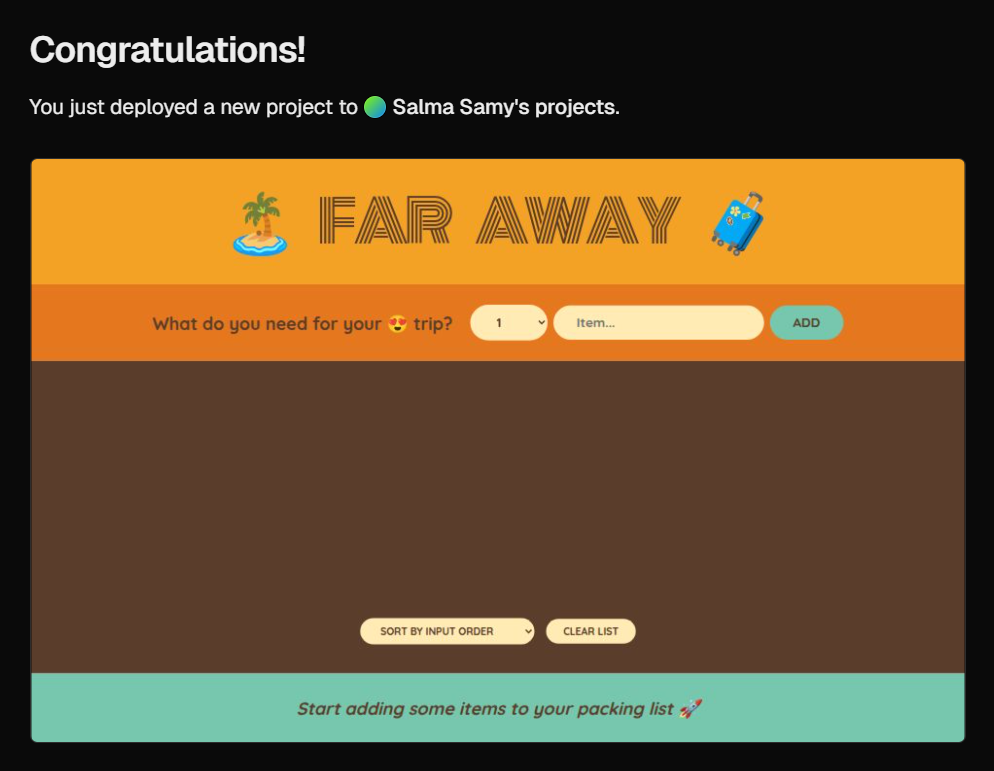 Congratulations!
You just deployed a new project to Salma Samy's projects.
🏝️ FAR AWAY 🧳
What do you need for your 😍 trip? 1 Item... ADD
SORT BY INPUT ORDER CLEAR LIST
Start adding some items to your packing list 🚀